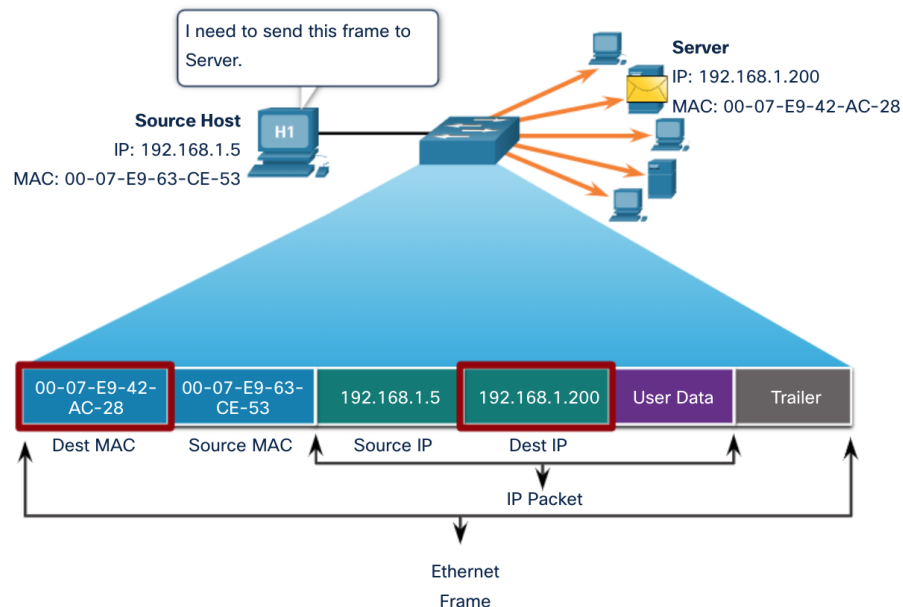 I need to send this frame to
Server.
Server
IP: 192.168.1.200
MAC: 00-07-E9-42-AC-28
Source Host
IP: 192.168.1.5
MAC: 00-07-E9-63-CE-53
H1
00-07-E9-42-
AC-28
00-07-E9-63-
CE-53
192.168.1.5
192.168.1.200
User Data
Trailer
Dest MAC
Source MAC
Source IP
Dest IP
IP Packet
Ethernet
Frame